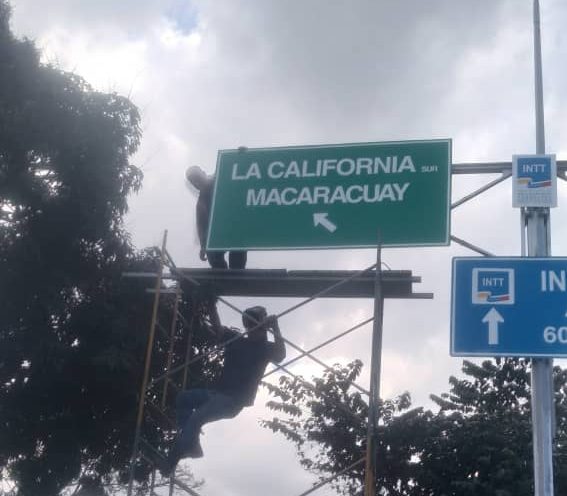 LA CALIFORNIA SUR
MACARACUAY
INTT
INTT
IN
60